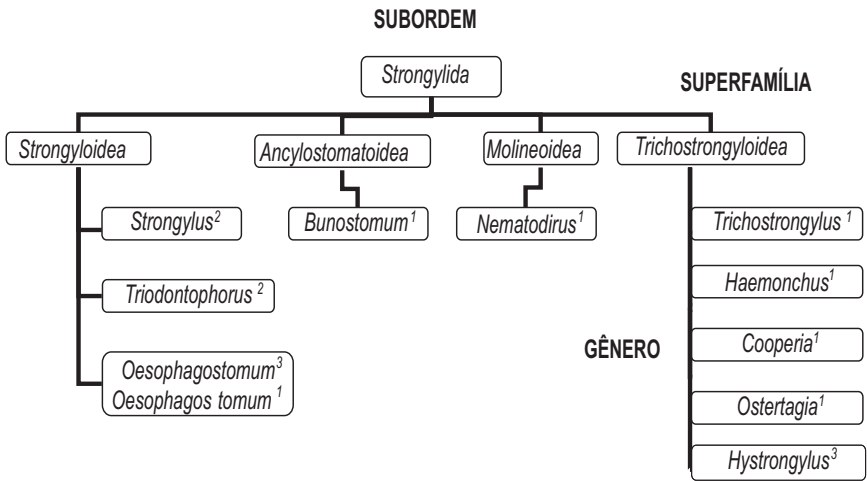 SUBORDEM
Strongylida
SUPERFAMÍLIA
Strongyloidea
Ancylostomatoidea
Molineoidea
Trichostrongyloidea
Strongylus²
Bunostomum¹
Nematodirus¹
Trichostrongylus ¹
Triodontophorus ²
Haemonchus¹
GÊNERO
Cooperia¹
Oesophagostomum³
Oesophagos tomum ¹
Ostertagia¹
Hystrongylus³